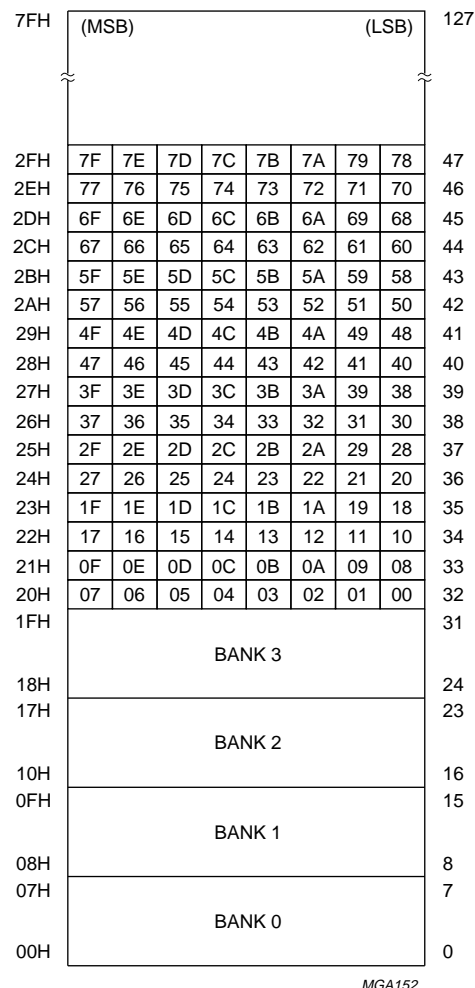 7FH (MSB) (LSB) 127
2FH 7F 7E 7D 7C 7B 7A 79 78 47
2EH 77 76 75 74 73 72 71 70 46
2DH 6F 6E 6D 6C 6B 6A 69 68 45
2CH 67 66 65 64 63 62 61 60 44
2BH 5F 5E 5D 5C 5B 5A 59 58 43
2AH 57 56 55 54 53 52 51 50 42
29H 4F 4E 4D 4C 4B 4A 49 48 41
28H 47 46 45 44 43 42 41 40 40
27H 3F 3E 3D 3C 3B 3A 39 38 39
26H 37 36 35 34 33 32 31 30 38
25H 2F 2E 2D 2C 2B 2A 29 28 37
24H 27 26 25 24 23 22 21 20 36
23H 1F 1E 1D 1C 1B 1A 19 18 35
22H 17 16 15 14 13 12 11 10 34
21H 0F 0E 0D 0C 0B 0A 09 08 33
20H 07 06 05 04 03 02 01 00 32
1FH 31
BANK 3
18H 24
17H 23
BANK 2
10H 16
0FH 15
BANK 1
08H 8
07H 7
BANK 0
00H 0
MGA152